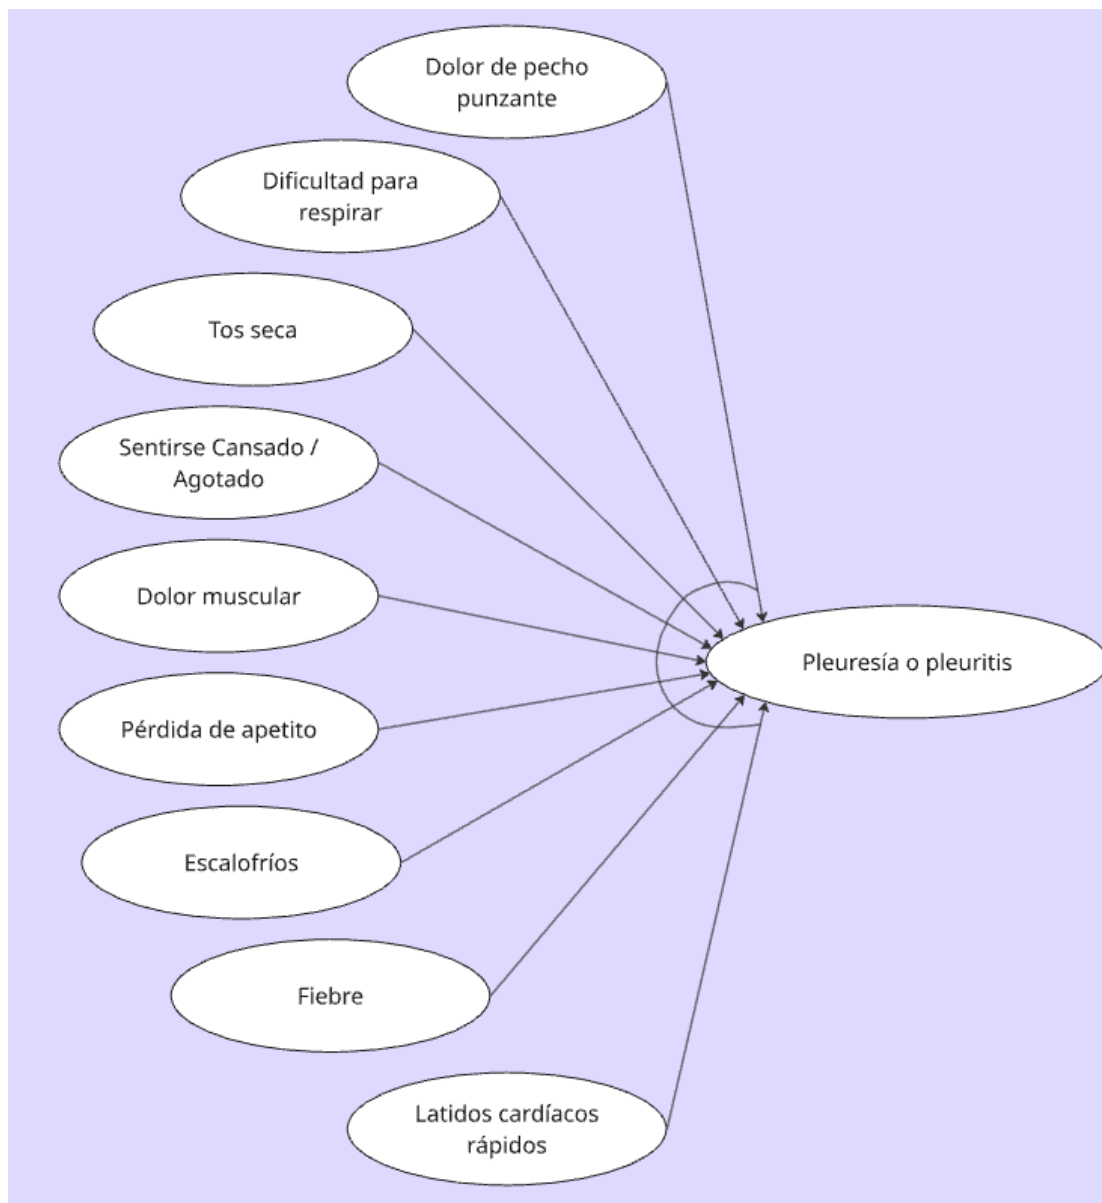 Dolor de pecho
punzante
Dificultad para
respirar
Tos seca
Sentirse Cansado /
Agotado
Dolor muscular
Pleuresía o pleuritis
Pérdida de apetito
Escalofríos
Fiebre
Latidos cardíacos
rápidos